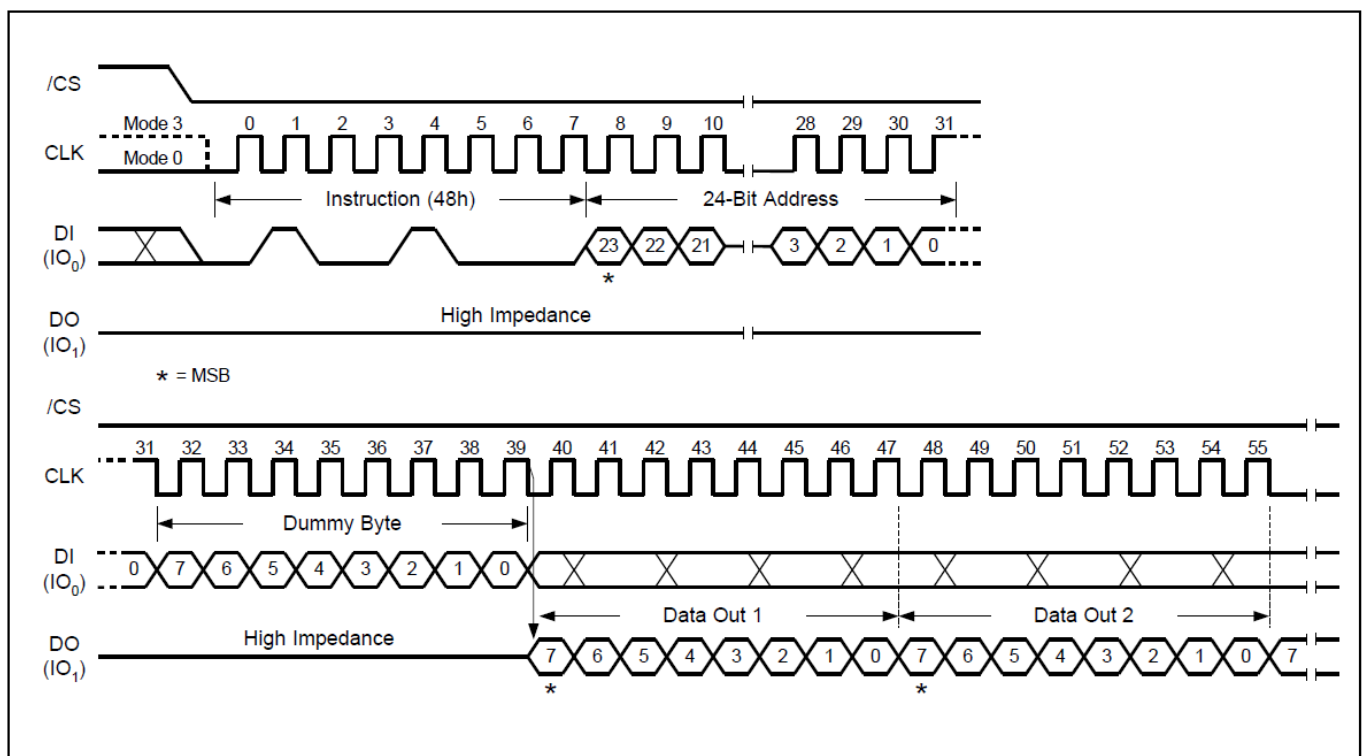 /CS
Mode 3 0 1 2 3 4 5 6 7 8 9 10 28 29 30 31
CLK
Mode 0
Instruction (48h) 24-Bit Address
DI
(IO0) 23 22 21 3 2 1 0
*
High Impedance
DO
(IO1)
* = MSB
/CS
31 32 33 34 35 36 37 38 39 40 41 42 43 44 45 46 47 48 49 50 51 52 53 54 55
CLK
Dummy Byte
DI
(IO0) 0 7 6 5 4 3 2 1 0
Data Out 1 Data Out 2
DO High Impedance
(IO1) 7 6 5 4 3 2 1 0 7 6 5 4 3 2 1 0 7
* *